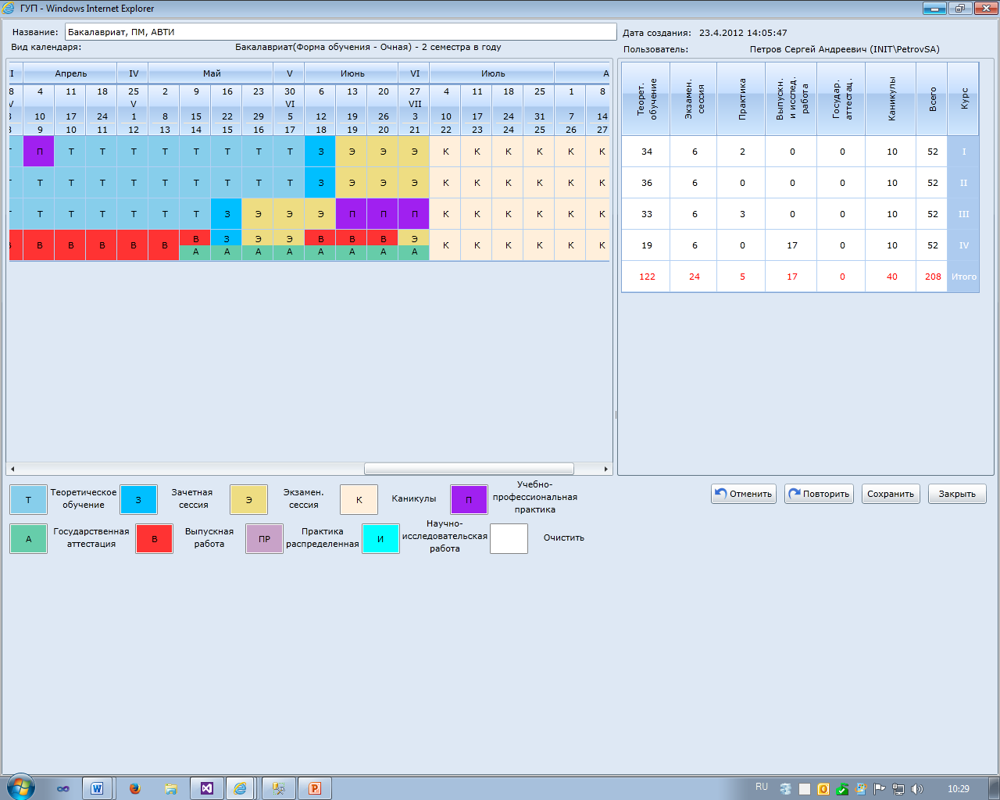 ГУП - Windows Internet Explorer
Название: Бакалавриат, ПМ, АВТИ
Вид календаря: Бакалавриат(Форма обучения - Очная) - 2 семестра в году
Дата создания: 23.4.2012 14:05:47
Пользователь: Петров Сергей Андреевич (INIT\PetrovSA)
I Апрель IV Май V Июнь VI Июль А
8 4 11 18 25 2 9 16 23 30 6 13 20 27 4 11 18 25 1 8
V V VI VII
3 10 17 24 1 8 15 22 29 5 12 19 26 3 10 17 24 31 7 14
8 9 10 11 12 13 14 15 16 17 18 19 20 21 22 23 24 25 26 27
Т П Т Т Т Т Т Т Т Т З Э Э Э К К К К К К
Т Т Т Т Т Т Т Т Т Т З Э Э Э К К К К К К
Т Т Т Т Т Т Т З Э Э Э П П П К К К К К К
В В В В В В В З Э Э В В В Э К К К К К К
А А А А А А А А
Теорет. обучение Экзамен. сессия Практика Выпускн. и исслед. работа Государ. аттестац. Каникулы Всего Курс
34 6 2 0 0 10 52 I
36 6 0 0 0 10 52 II
33 6 3 0 0 10 52 III
19 6 0 17 0 10 52 IV
122 24 5 17 0 40 208 Итого
Т Теоретическое обучение
З Зачетная сессия
Э Экзамен. сессия
К Каникулы
П Учебно-профессиональная практика
Отменить Повторить Сохранить Закрыть
А Государственная аттестация
В Выпускная работа
ПР Практика распределенная
И Научно-исследовательская работа
Очистить
RU 10:29